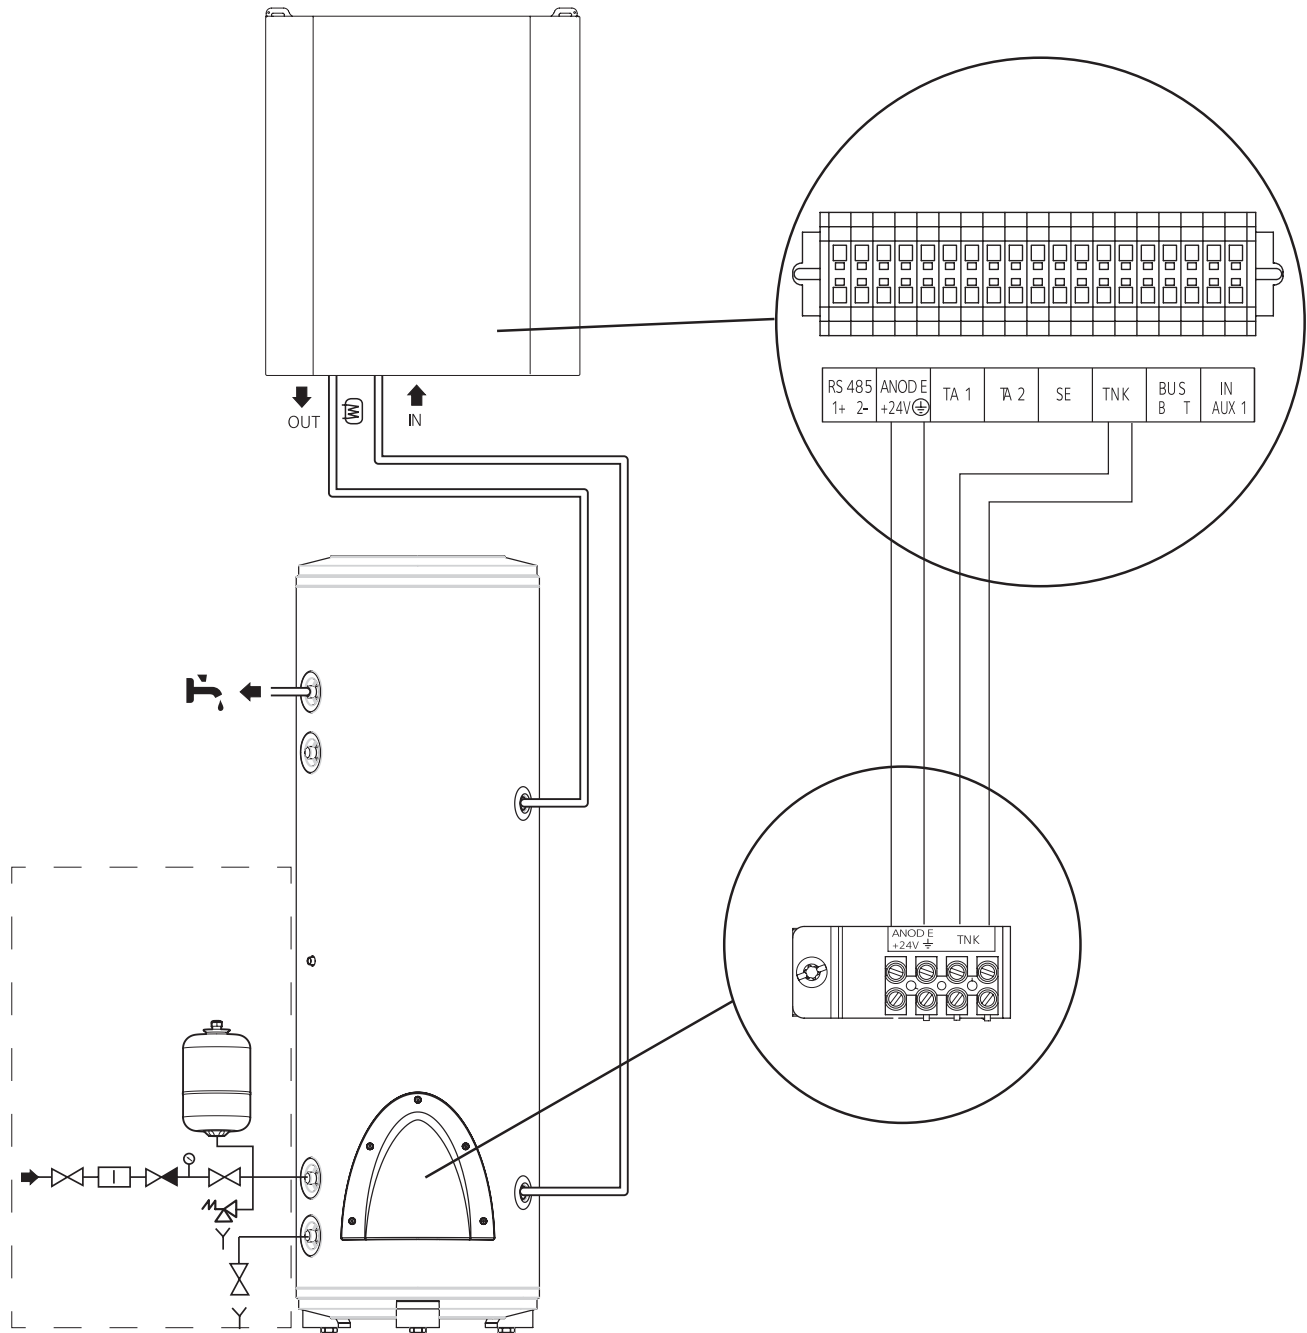 OUT
IN
RS 485 ANODE TA 1 TA 2 SE TNK BUS IN
1+ 2- +24V B T AUX 1
ANODE TNK
+24V